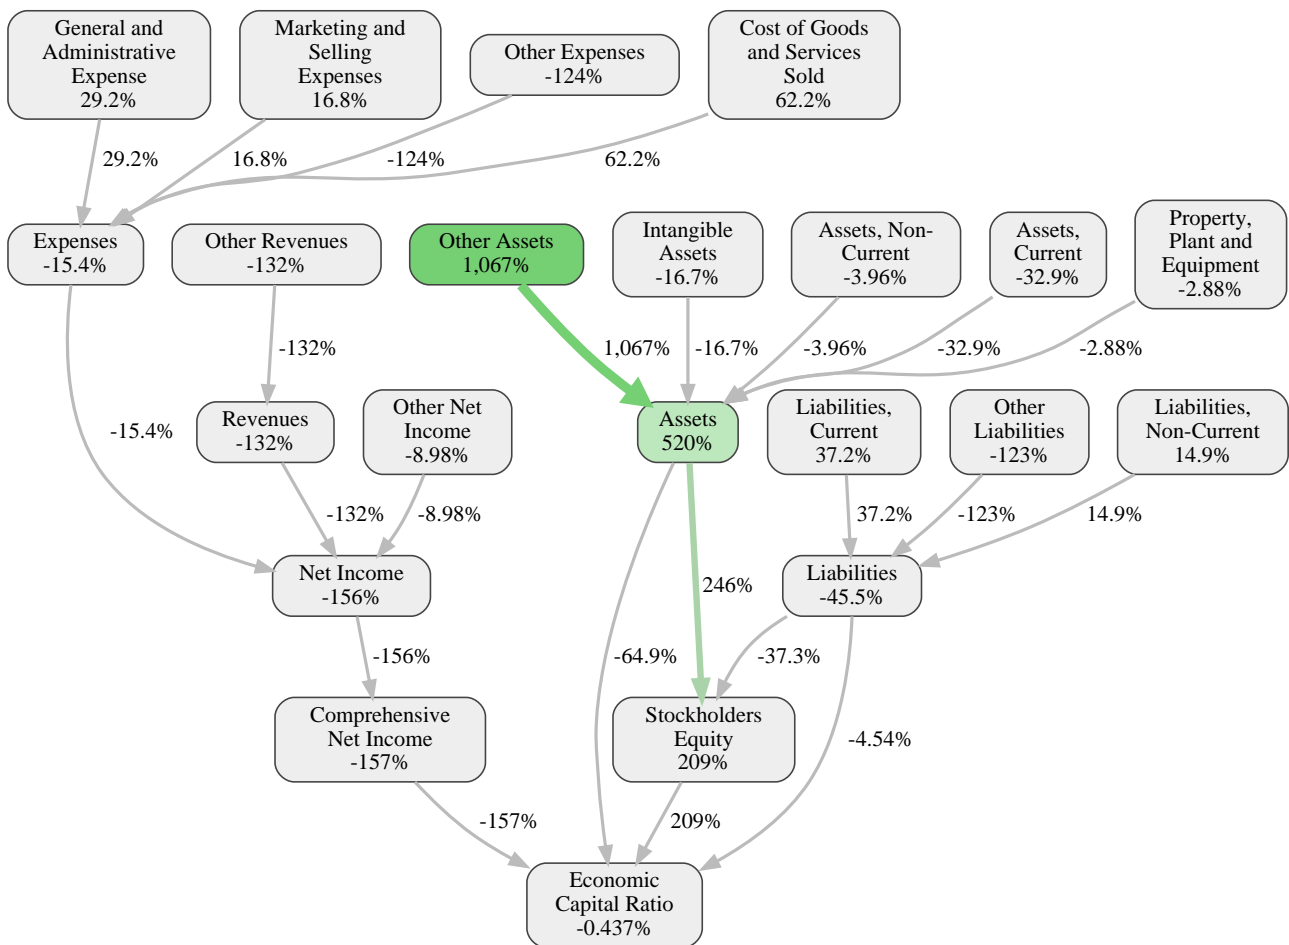 General and
Administrative
Expense
29.2%
Marketing and
Selling
Expenses
16.8%
Other Expenses
-124%
Cost of Goods
and Services
Sold
62.2%
29.2%
16.8%
-124%
62.2%
Expenses
-15.4%
Other Revenues
-132%
Other Assets
1,067%
Intangible
Assets
-16.7%
Assets, Non-
Current
-3.96%
Assets,
Current
-32.9%
Property,
Plant and
Equipment
-2.88%
-132%
1,067%
-16.7%
-3.96%
-32.9%
-2.88%
-15.4%
Revenues
-132%
Other Net
Income
-8.98%
Assets
520%
Liabilities,
Current
37.2%
Other
Liabilities
-123%
Liabilities,
Non-Current
14.9%
-132%
-8.98%
37.2%
-123%
14.9%
Net Income
-156%
246%
Liabilities
-45.5%
-156%
-64.9%
-37.3%
Comprehensive
Net Income
-157%
Stockholders
Equity
209%
-4.54%
-157%
209%
Economic
Capital Ratio
-0.437%